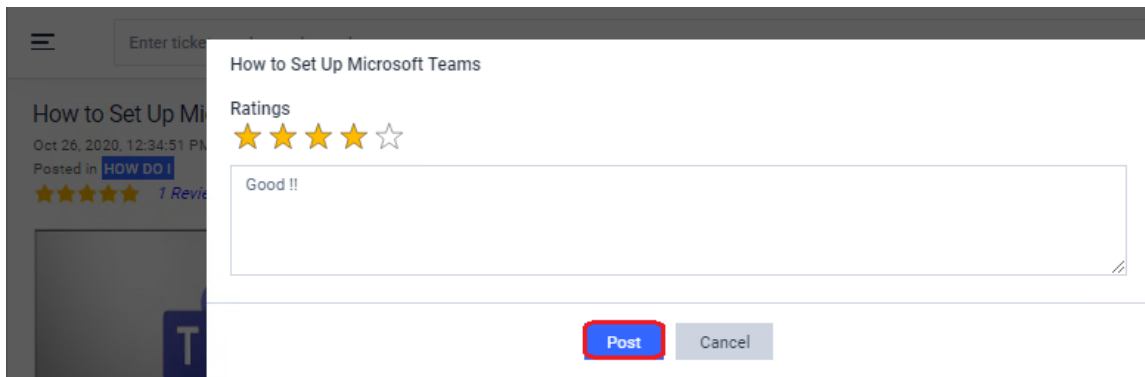 Enter ticke
How to Set Up Microsoft Teams
How to Set Up Mi
Ratings
Oct 26, 2020, 12:34:51 PM
Posted in HOW DO I
Good !!
1 Revie
T
Post Cancel